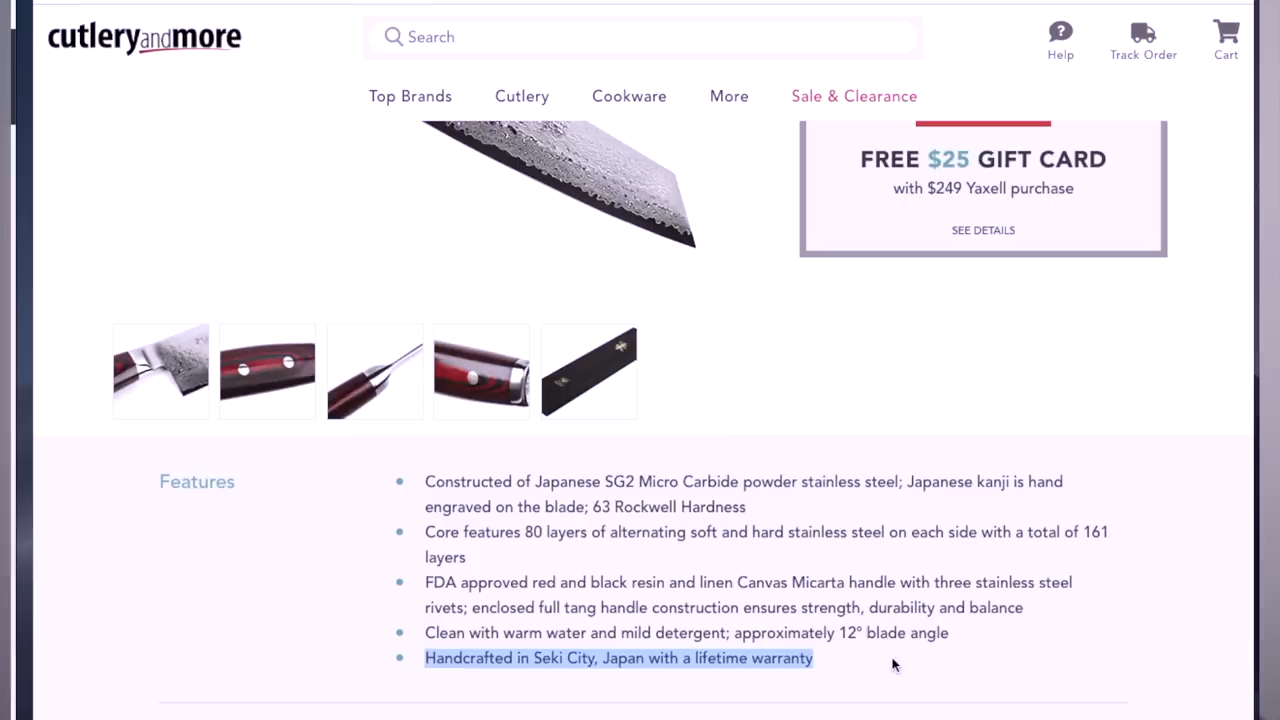 cutleryandmore
Search
Help
Track Order
Cart
Top Brands
Cutlery
Cookware
More
Sale & Clearance
FREE $25 GIFT CARD
with $249 Yaxell purchase
SEE DETAILS
Features
Constructed of Japanese SG2 Micro Carbide powder stainless steel; Japanese kanji is hand
engraved on the blade; 63 Rockwell Hardness
Core features 80 layers of alternating soft and hard stainless steel on each side with a total of 161
layers
FDA approved red and black resin and linen Canvas Micarta handle with three stainless steel
rivets; enclosed full tang handle construction ensures strength, durability and balance
Clean with warm water and mild detergent; approximately 12° blade angle
Handcrafted in Seki City, Japan with a lifetime warranty